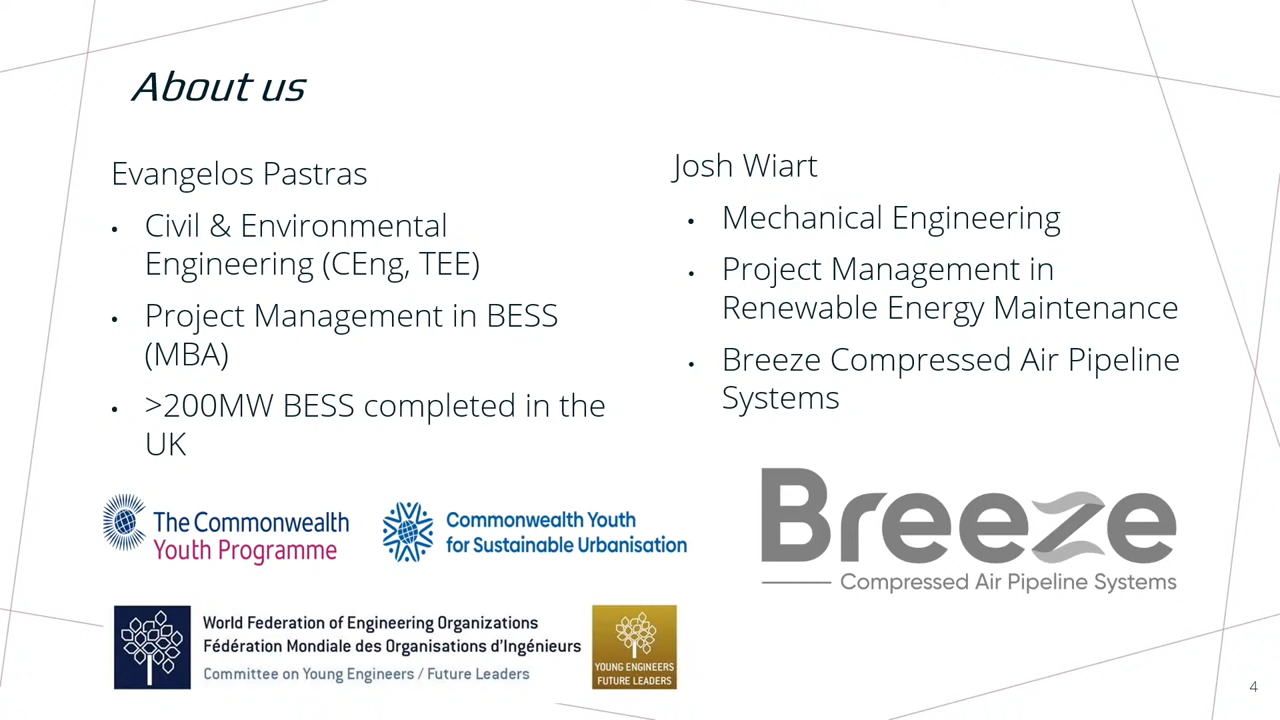 About us
Evangelos Pastras
• Civil & Environmental
Engineering (CEng, TEE)
• Project Management in BESS
(MBA)
• >200MW BESS completed in the
UK
Josh Wiart
• Mechanical Engineering
• Project Management in
Renewable Energy Maintenance
• Breeze Compressed Air Pipeline
Systems
The Commonwealth
Youth Programme
Commonwealth Youth
for Sustainable Urbanisation
Breeze
Compressed Air Pipeline Systems
World Federation of Engineering Organizations
Fédération Mondiale des Organisations d'Ingénieurs
Committee on Young Engineers / Future Leaders
YOUNG ENGINEERS
FUTURE LEADERS
4